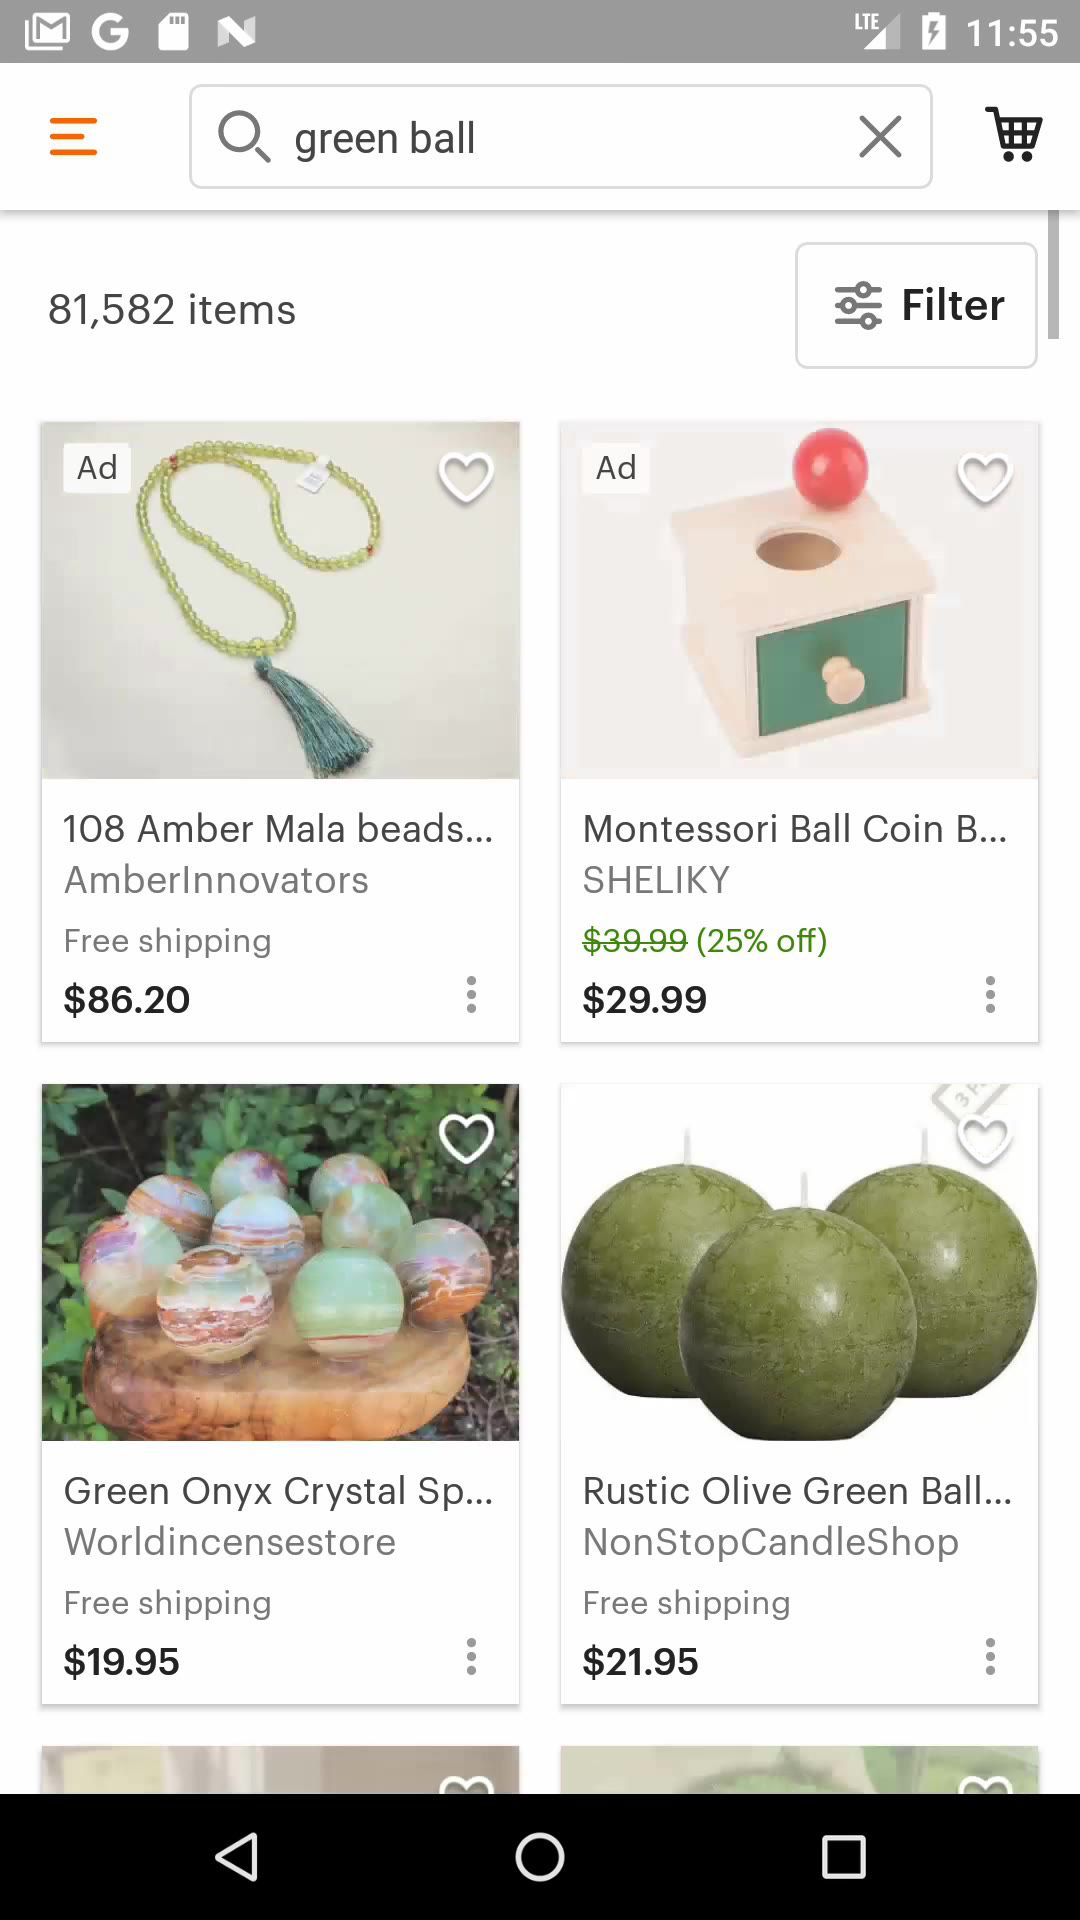 LTE 11:55
green ball
81,582 items
Filter
Ad
Ad
108 Amber Mala beads...
AmberInnovators
Free shipping
$86.20
Montessori Ball Coin B...
SHELIKY
$39.99 (25% off)
$29.99
Green Onyx Crystal Sp...
Worldincensestore
Free shipping
$19.95
Rustic Olive Green Ball...
NonStopCandleShop
Free shipping
$21.95